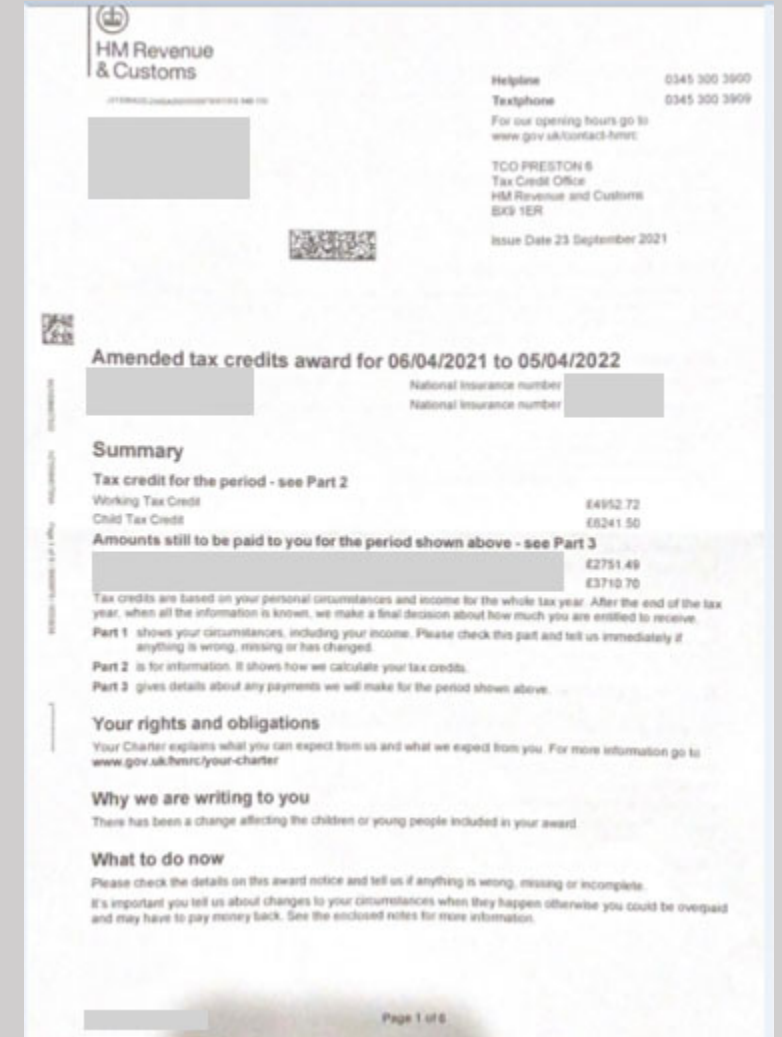 HM Revenue
& Customs
Helpline 0345 300 3900
Textphone 0345 300 3909
For our opening hours go to
www.gov.uk/contact-hmrc
TCO PRESTON 6
Tax Credit Office
HM Revenue and Customs
BX9 1ER
Issue Date 23 September 2021
Amended tax credits award for 06/04/2021 to 05/04/2022
National Insurance number
National Insurance number
Summary
Tax credit for the period - see Part 2
Working Tax Credit £4952.72
Child Tax Credit £6241.50
Amounts still to be paid to you for the period shown above - see Part 3
£2751.49
£3710.70
Tax credits are based on your personal circumstances and income for the whole tax year. After the end of the tax
year, when all the information is known, we make a final decision about how much you are entitled to receive.
Part 1 shows your circumstances, including your income. Please check this part and tell us immediately if
anything is wrong, missing or has changed.
Part 2 is for information. It shows how we calculate your tax credits.
Part 3 gives details about any payments we will make for the period shown above.
Your rights and obligations
Your Charter explains what you can expect from us and what we expect from you. For more information go to
www.gov.uk/hmrc/your-charter
Why we are writing to you
There has been a change affecting the children or young people included in your award.
What to do now
Please check the details on this award notice and tell us if anything is wrong, missing or incomplete.
It's important you tell us about changes to your circumstances when they happen otherwise you could be overpaid
and may have to pay money back. See the enclosed notes for more information.
Page 1 of 6